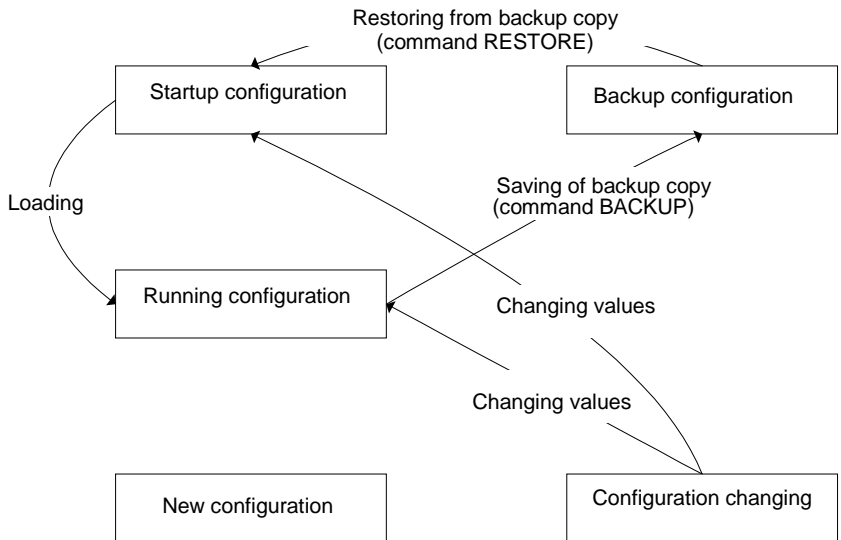 Restoring from backup copy
(command RESTORE)
Startup configuration
Backup configuration
Loading
Saving of backup copy
(command BACKUP)
Running configuration
Changing values
Changing values
New configuration
Configuration changing